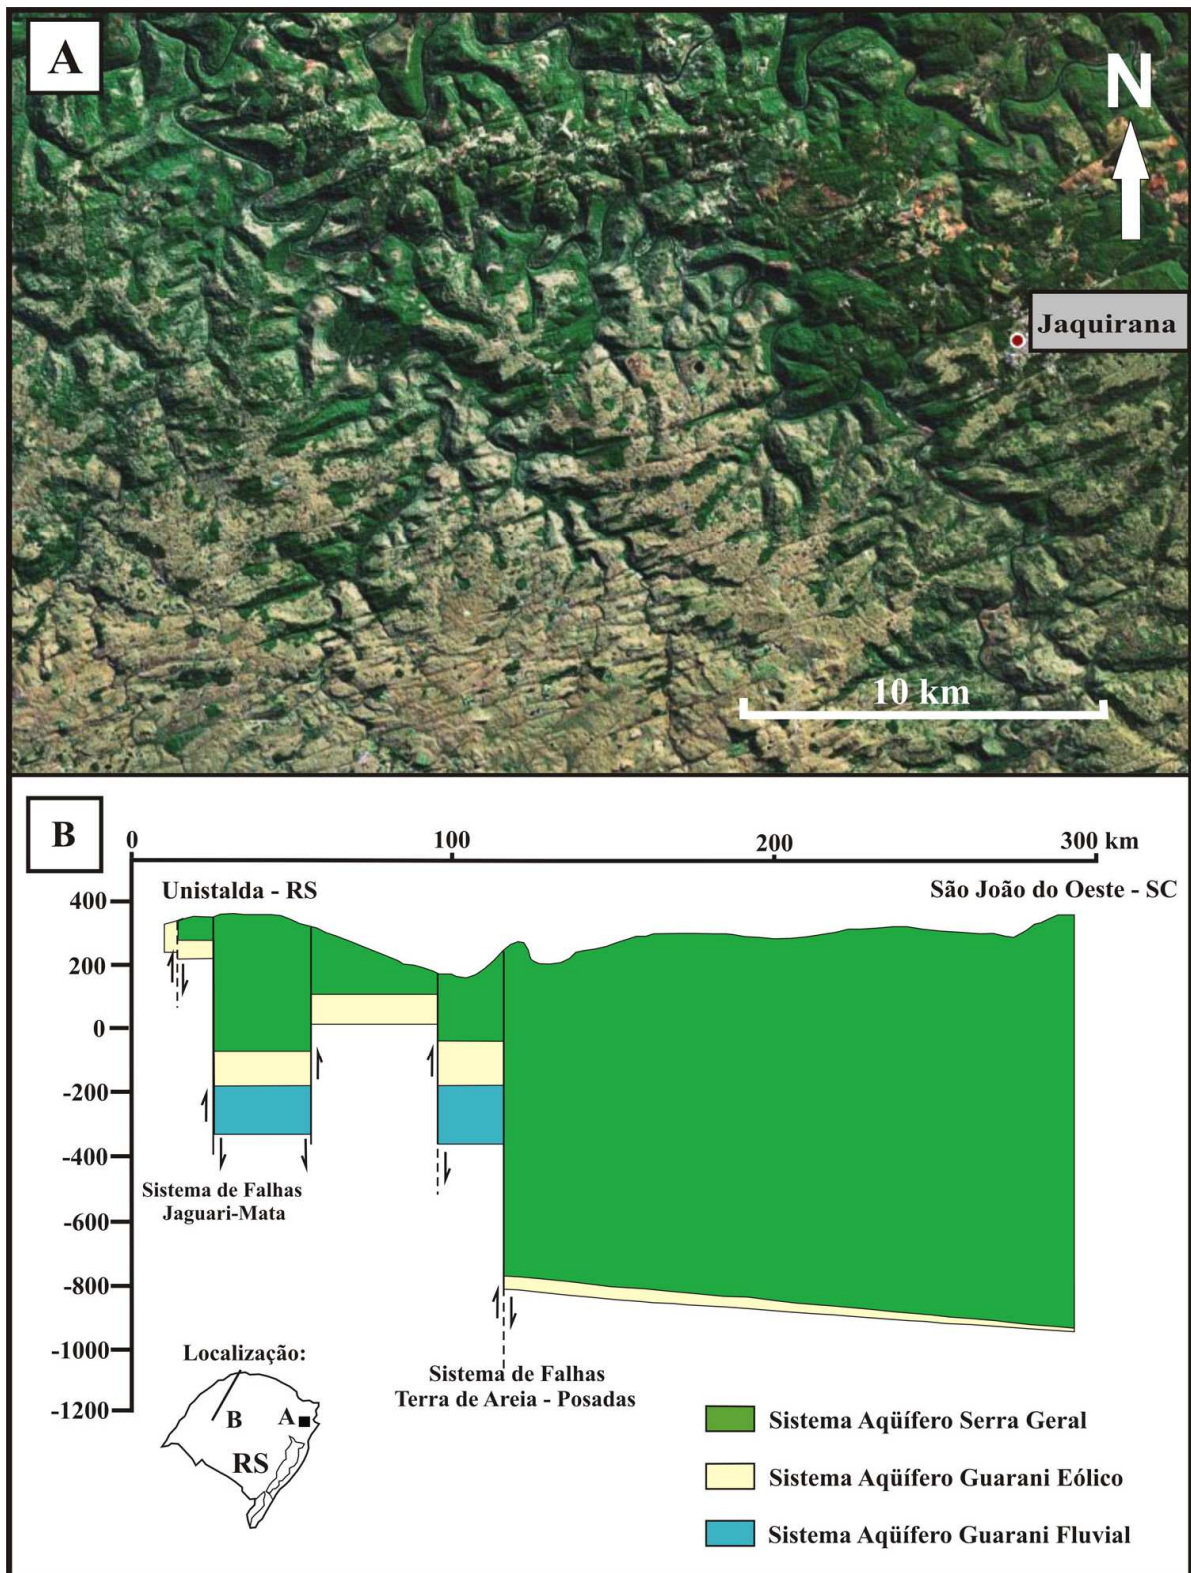 A
N
Jaquirana
10 km
B
0 100 200 300 km
Unistalda - RS
São João do Oeste - SC
400
200
0
-200
-400
-600
-800
-1000
-1200
Sistema de Falhas
Jaguari-Mata
Sistema de Falhas
Terra de Areia - Posadas
Localização:
B
A
RS
Sistema Aqüífero Serra Geral
Sistema Aqüífero Guarani Eólico
Sistema Aqüífero Guarani Fluvial